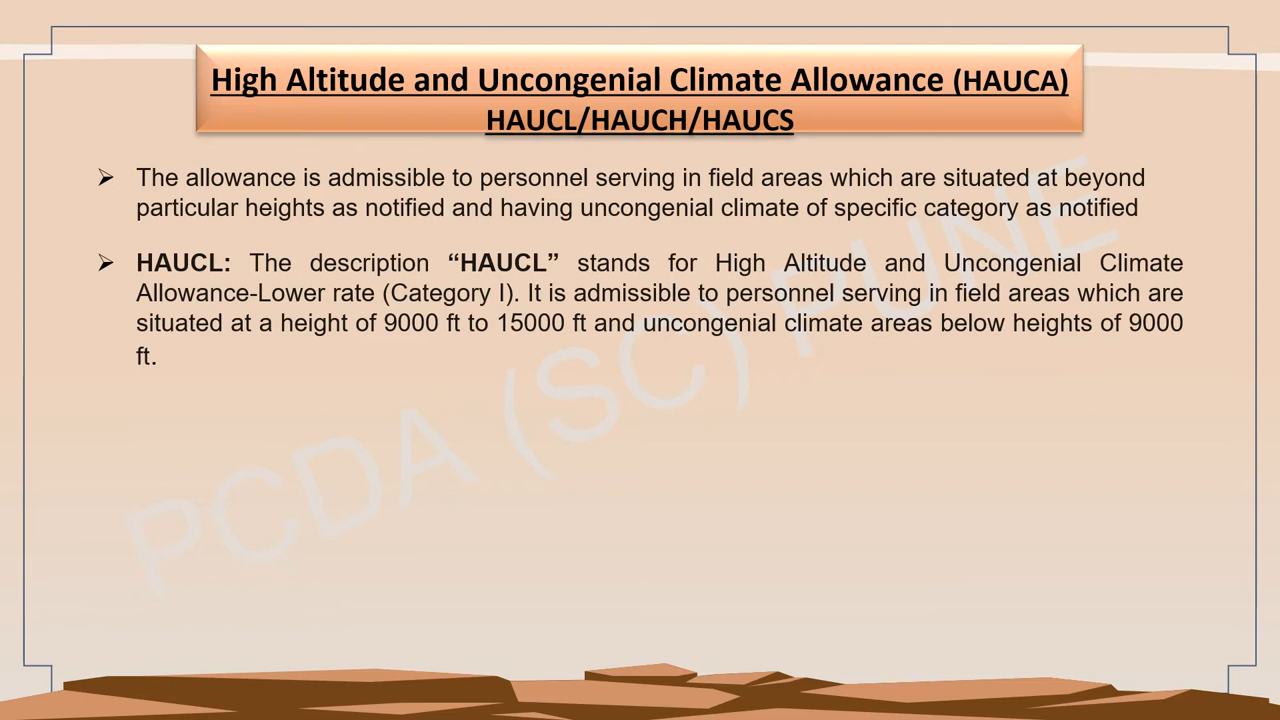 High Altitude and Uncongenial Climate Allowance (HAUCA)
HAUCL/HAUCH/HAUCS
➢ The allowance is admissible to personnel serving in field areas which are situated at beyond
particular heights as notified and having uncongenial climate of specific category as notified
➢ HAUCL: The description “HAUCL” stands for High Altitude and Uncongenial Climate
Allowance-Lower rate (Category I). It is admissible to personnel serving in field areas which are
situated at a height of 9000 ft to 15000 ft and uncongenial climate areas below heights of 9000
ft.
PCDA (SC) PUNE